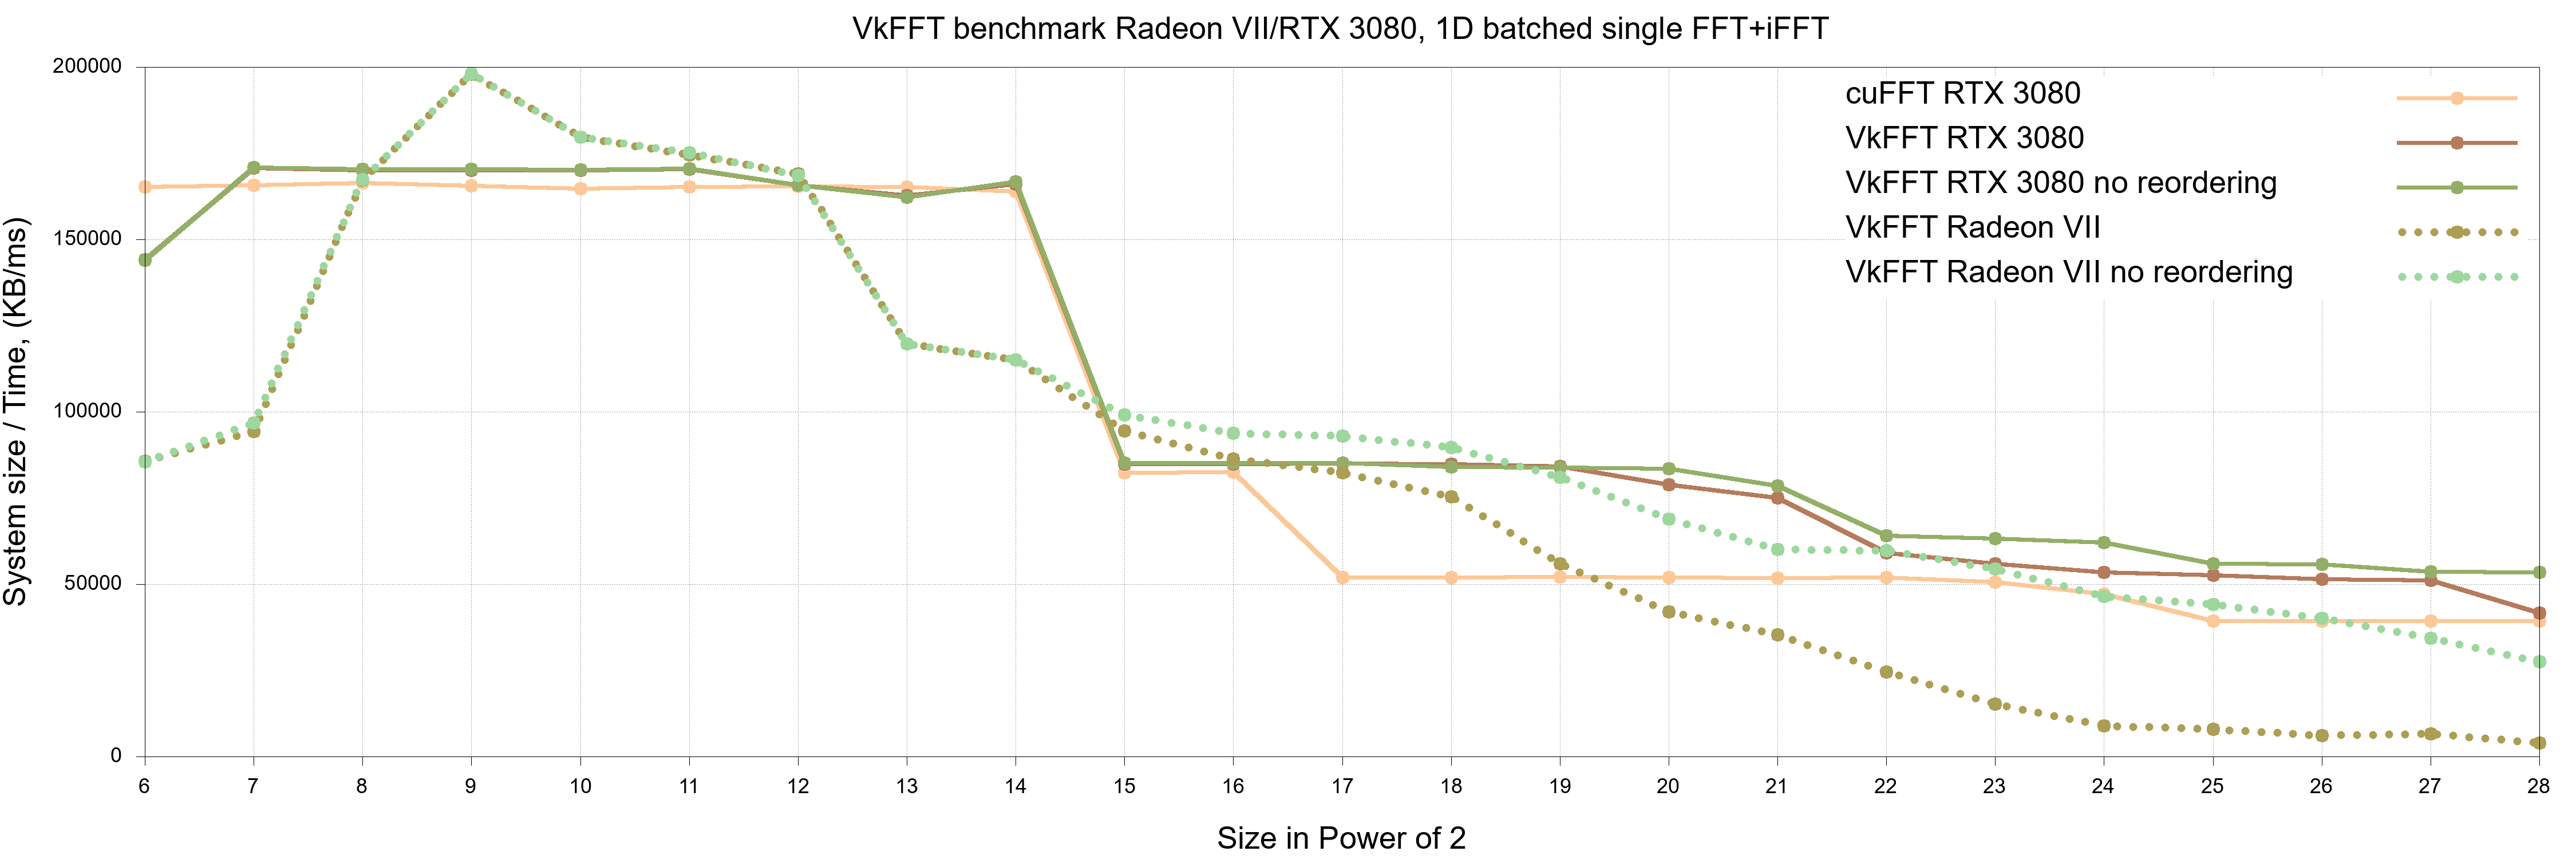 VkFFT benchmark Radeon VII/RTX 3080, 1D batched single FFT+iFFT
System size / Time, (KB/ms)
200000
150000
100000
50000
0
cuFFT RTX 3080
VkFFT RTX 3080
VkFFT RTX 3080 no reordering
VkFFT Radeon VII
VkFFT Radeon VII no reordering
6 7 8 9 10 11 12 13 14 15 16 17 18 19 20 21 22 23 24 25 26 27 28
Size in Power of 2